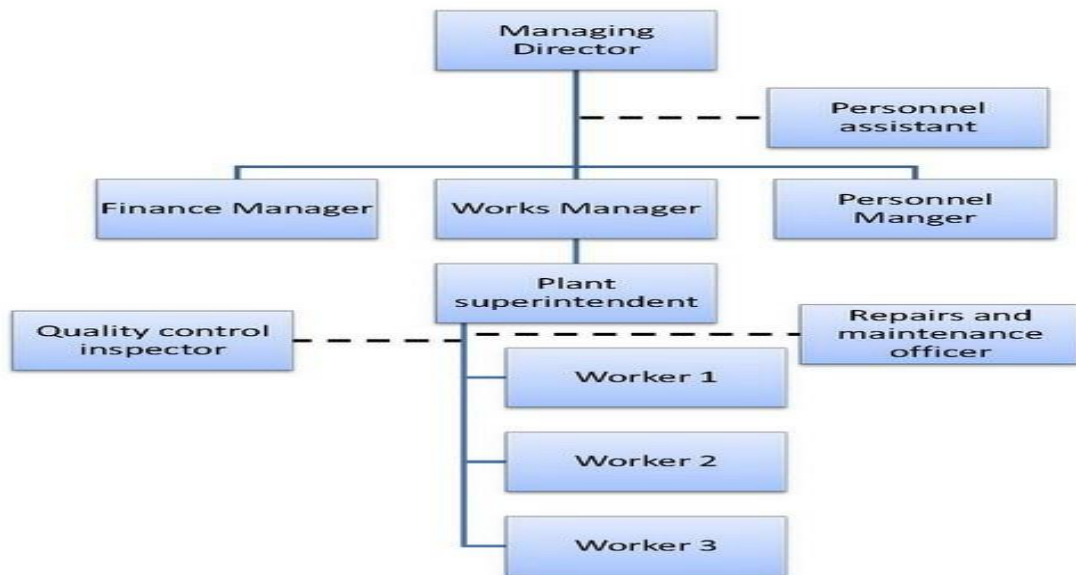 Managing
Director
Personnel
assistant
Finance Manager
Works Manager
Personnel
Manger
Plant
superintendent
Quality control
inspector
Repairs and
maintenance
officer
Worker 1
Worker 2
Worker 3